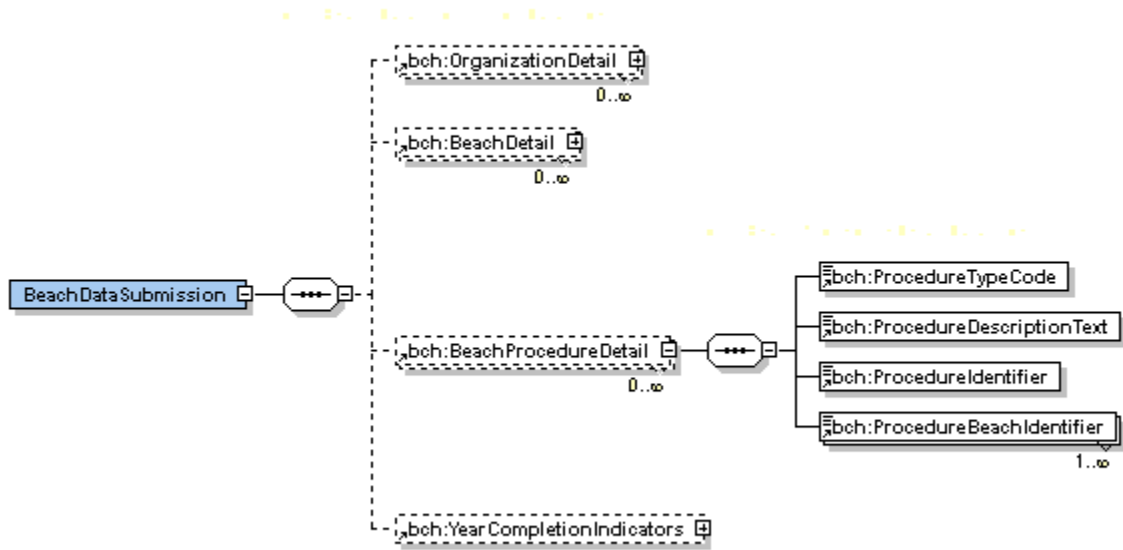 bch:OrganizationDetail
0..∞
bch:BeachDetail
0..∞
BeachDataSubmission
bch:BeachProcedureDetail
0..∞
bch:ProcedureTypeCode
bch:ProcedureDescriptionText
bch:ProcedureIdentifier
bch:ProcedureBeachIdentifier
1..∞
bch:YearCompletionIndicators